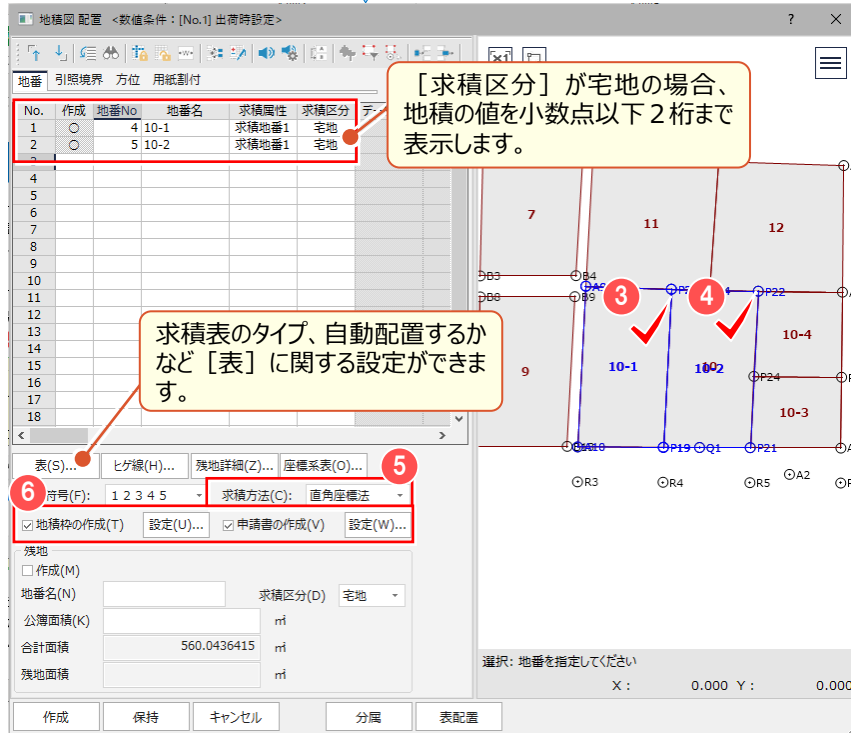 地積図 配置 <数値条件：[No.1] 出荷時設定>
? ×
地番 引照境界 方位 用紙割付
［求積区分］が宅地の場合、
地積の値を小数点以下２桁まで
表示します。
No. 作成 地番No 地番名 求積属性 求積区分
1 ○ 4 10-1 求積地番1 宅地
2 ○ 5 10-2 求積地番1 宅地
3
4
5
6
7
8
9
10
11
12
13
14
15
16
17
18
求積表のタイプ、自動配置するか
など［表］に関する設定ができま
す。
表(S)... ヒゲ線(H)... 残地詳細(Z)... 座標系表(O)...
5
6
符号(F): １２３４５ 求積方法(C): 直角座標法
地積枠の作成(T) 設定(U)... 申請書の作成(V) 設定(W)...
残地
作成(M)
地番名(N) 求積区分(D) 宅地
公簿面積(K) ㎡
合計面積 560.0436415 ㎡
残地面積 ㎡
作成 保持 キャンセル 分属 表配置
7 11 12
B3 B4
B8 B9 3 4 P22
10-4
9 10-1 10-2 P24
10-3
P19 Q1 P21
R3 R4 R5 A2
選択: 地番を指定してください
X : 0.000 Y : 0.000